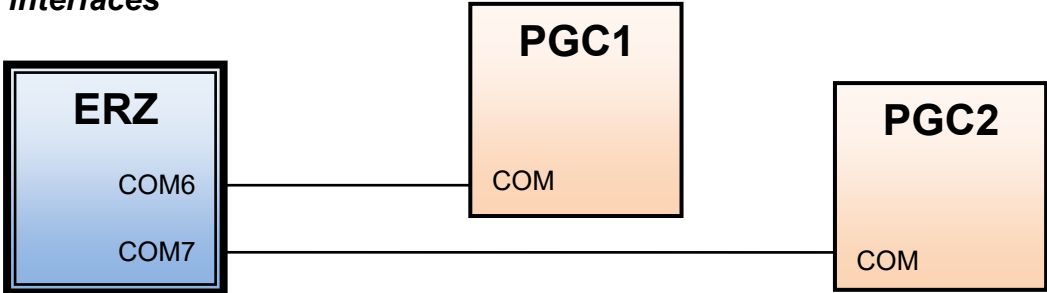 interfaces
PGC1
ERZ
PGC2
COM6
COM
COM7
COM